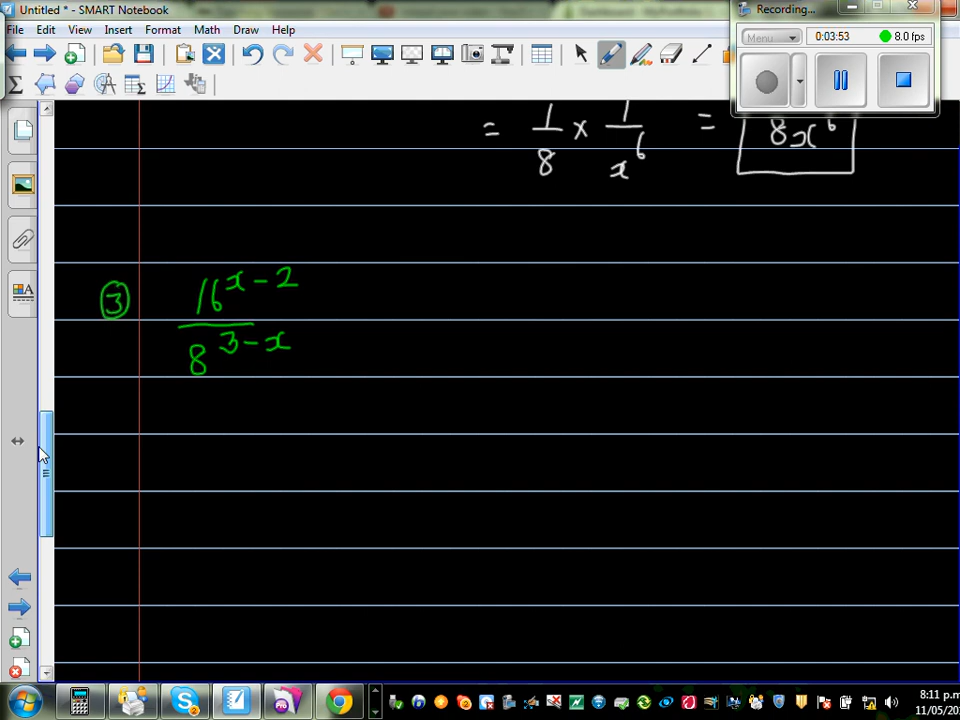 Untitled * - SMART Notebook
Recording...
File Edit View Insert Format Math Draw Help
Menu
0:03:53
8.0 fps
= 1/8 × 1/x^6 = 8x^6
③ 16^(x-2) / 8^(3-x)
8:11 p.m
11/05/20